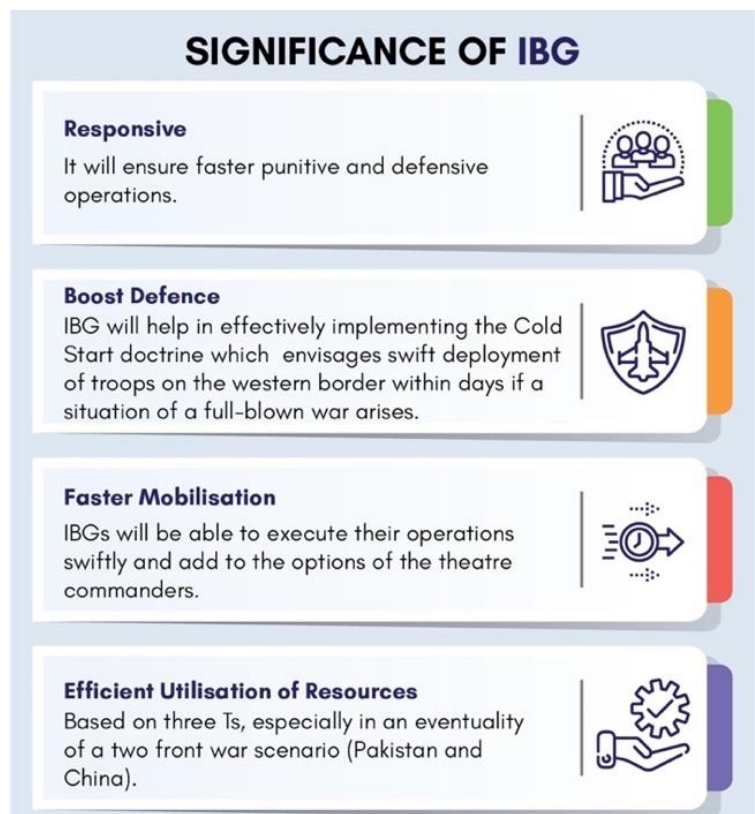 SIGNIFICANCE OF IBG
Responsive
It will ensure faster punitive and defensive
operations.
Boost Defence
IBG will help in effectively implementing the Cold
Start doctrine which envisages swift deployment
of troops on the western border within days if a
situation of a full-blown war arises.
Faster Mobilisation
IBGs will be able to execute their operations
swiftly and add to the options of the theatre
commanders.
Efficient Utilisation of Resources
Based on three Ts, especially in an eventuality
of a two front war scenario (Pakistan and
China).